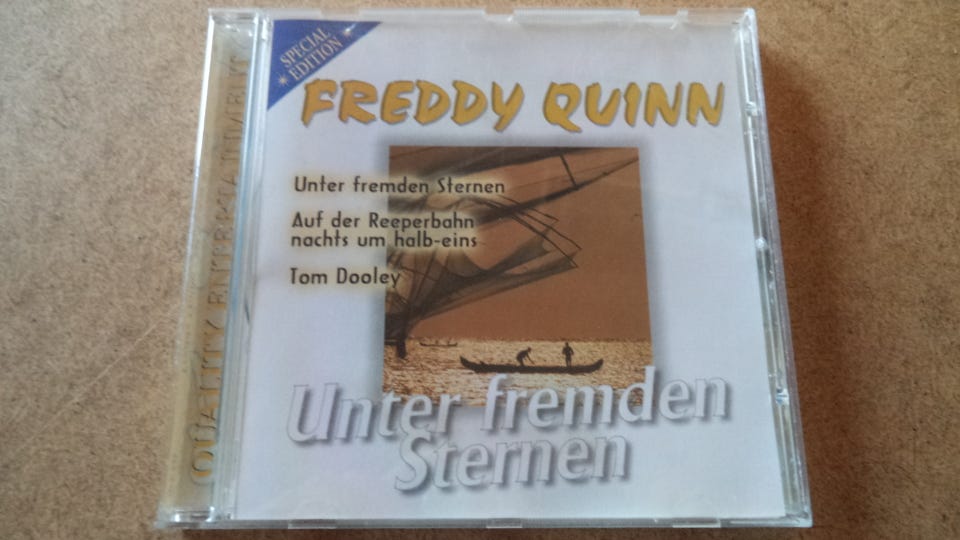 SPECIAL
EDITION
FREDDY QUINN
Unter fremden Sternen
Auf der Reeperbahn
nachts um halb-eins
Tom Dooley
Unter fremden
Sternen
QUALITY ENTERTAINMENT